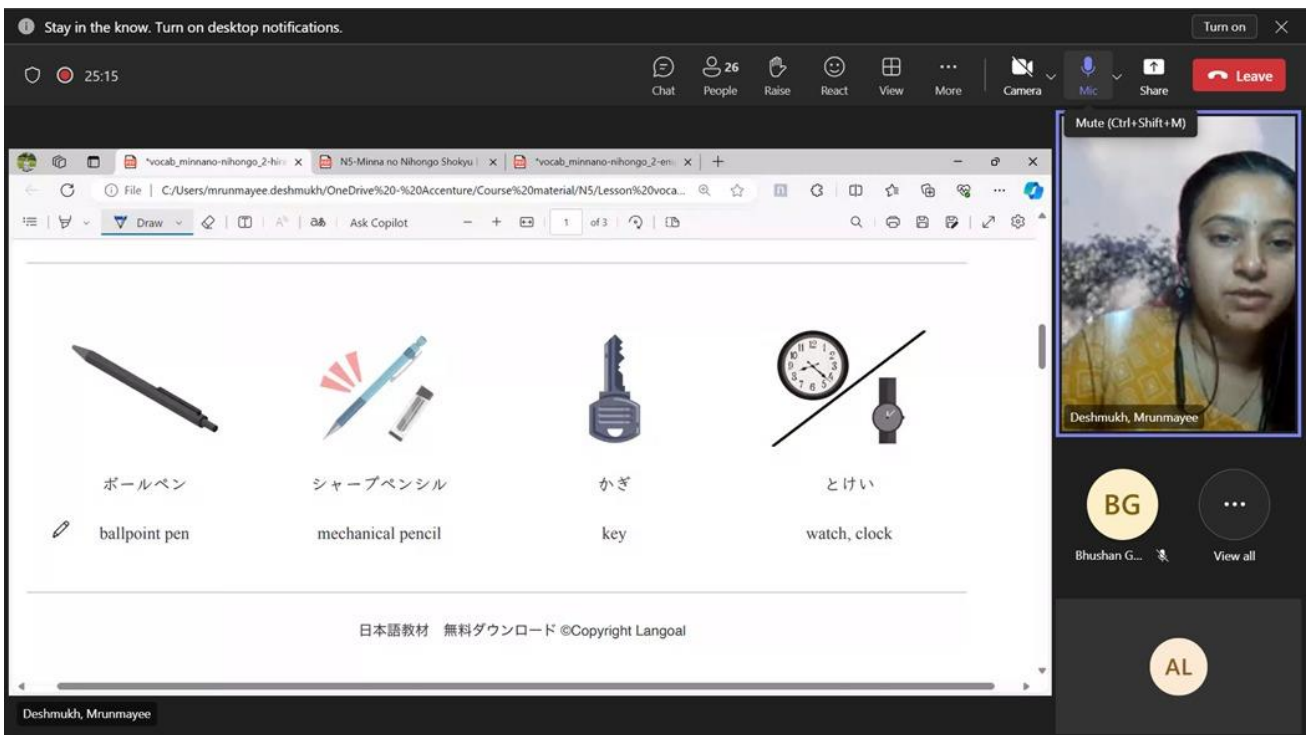 Stay in the know. Turn on desktop notifications.
Turn on
25:15
Chat
26
People
Raise
React
View
More
Camera
Mic
Share
Leave
Mute (Ctrl+Shift+M)
*vocab_minnano-nihongo_2-hir
N5-Minna no Nihongo Shokyu I
*vocab_minnano-nihongo_2-en
File
C:/Users/mrunmayee.deshmukh/OneDrive%20-%20Accenture/Course%20material/N5/Lesson%20voca...
Draw
Ask Copilot
1 of 3
ボールペン
シャープペンシル
かぎ
とけい
ballpoint pen
mechanical pencil
key
watch, clock
日本語教材 無料ダウンロード ©Copyright Langoal
Deshmukh, Mrunmayee
Deshmukh, Mrunmayee
BG
Bhushan G...
View all
AL